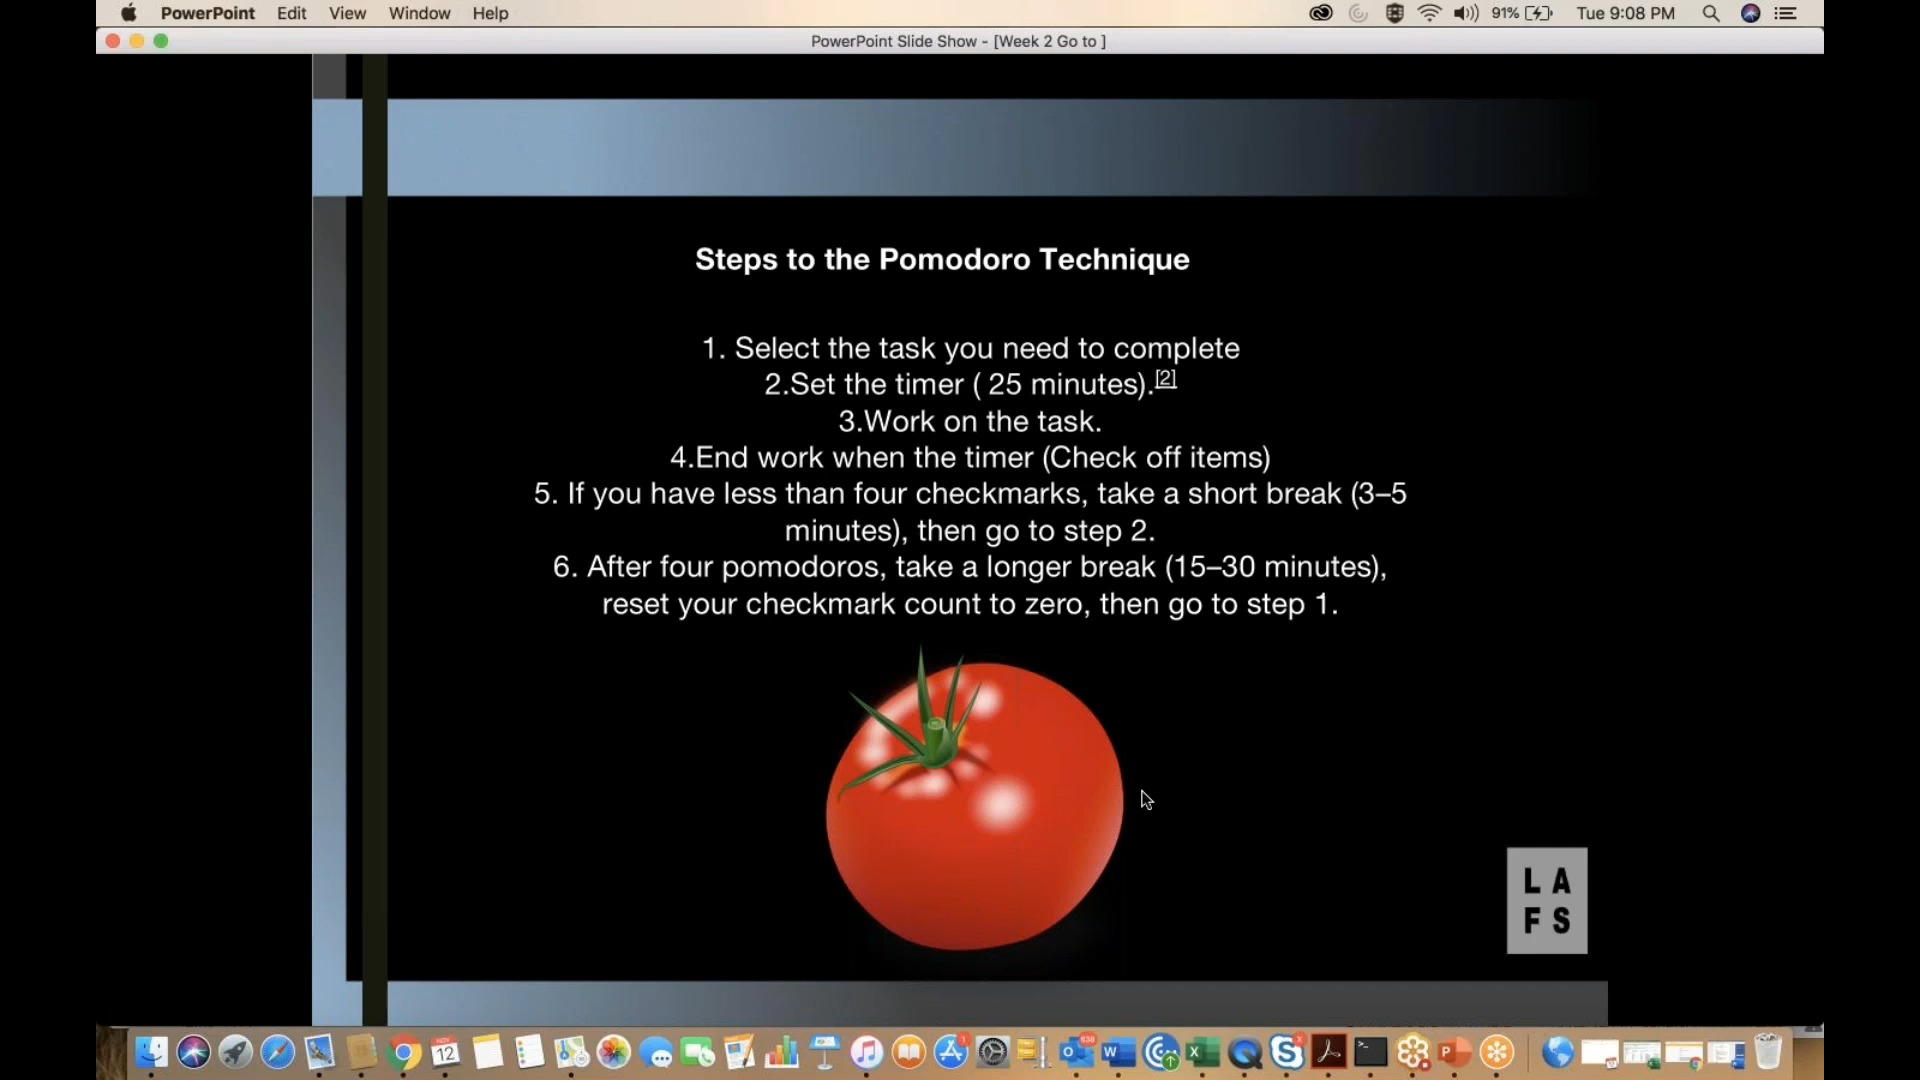 PowerPoint Edit View Window Help 91% Tue 9:08 PM
PowerPoint Slide Show - [Week 2 Go to ]
Steps to the Pomodoro Technique
1. Select the task you need to complete
2.Set the timer ( 25 minutes).[2]
3.Work on the task.
4.End work when the timer (Check off items)
5. If you have less than four checkmarks, take a short break (3–5
minutes), then go to step 2.
6. After four pomodoros, take a longer break (15–30 minutes),
reset your checkmark count to zero, then go to step 1.
L A
F S
NOV
12
1
838